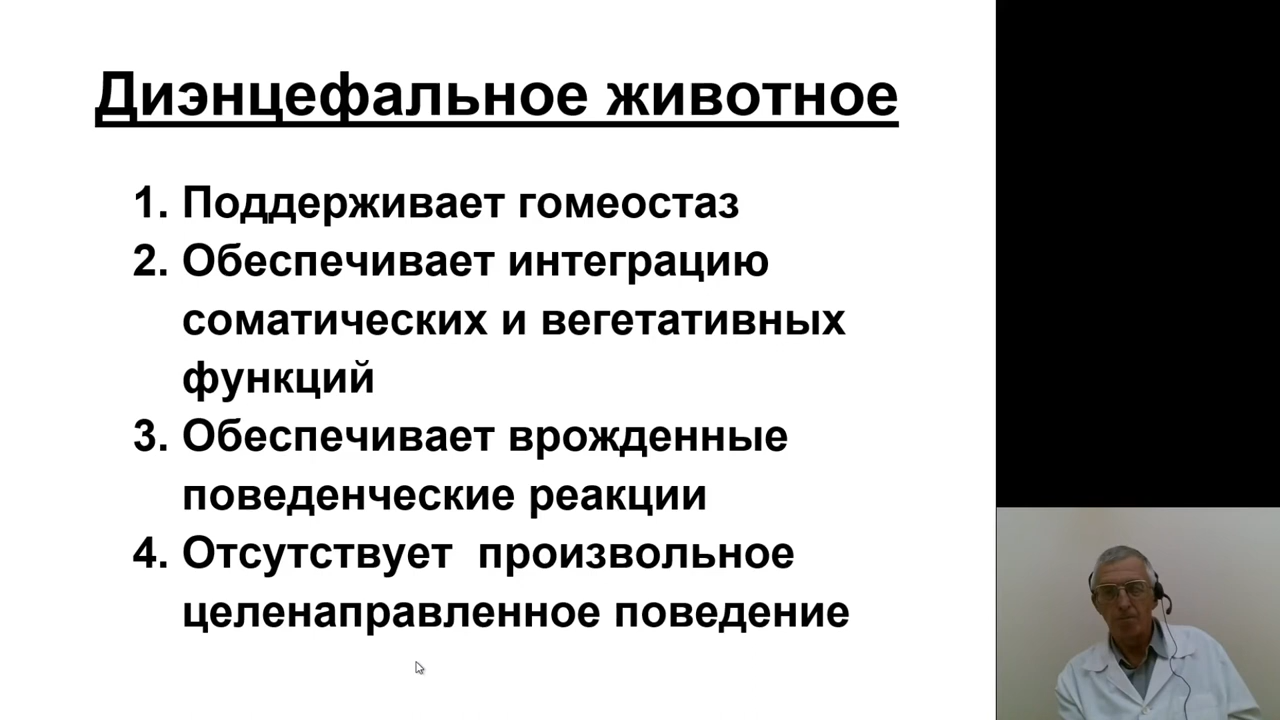 Диэнцефальное животное
1. Поддерживает гомеостаз
2. Обеспечивает интеграцию
соматических и вегетативных
функций
3. Обеспечивает врожденные
поведенческие реакции
4. Отсутствует произвольное
целенаправленное поведение